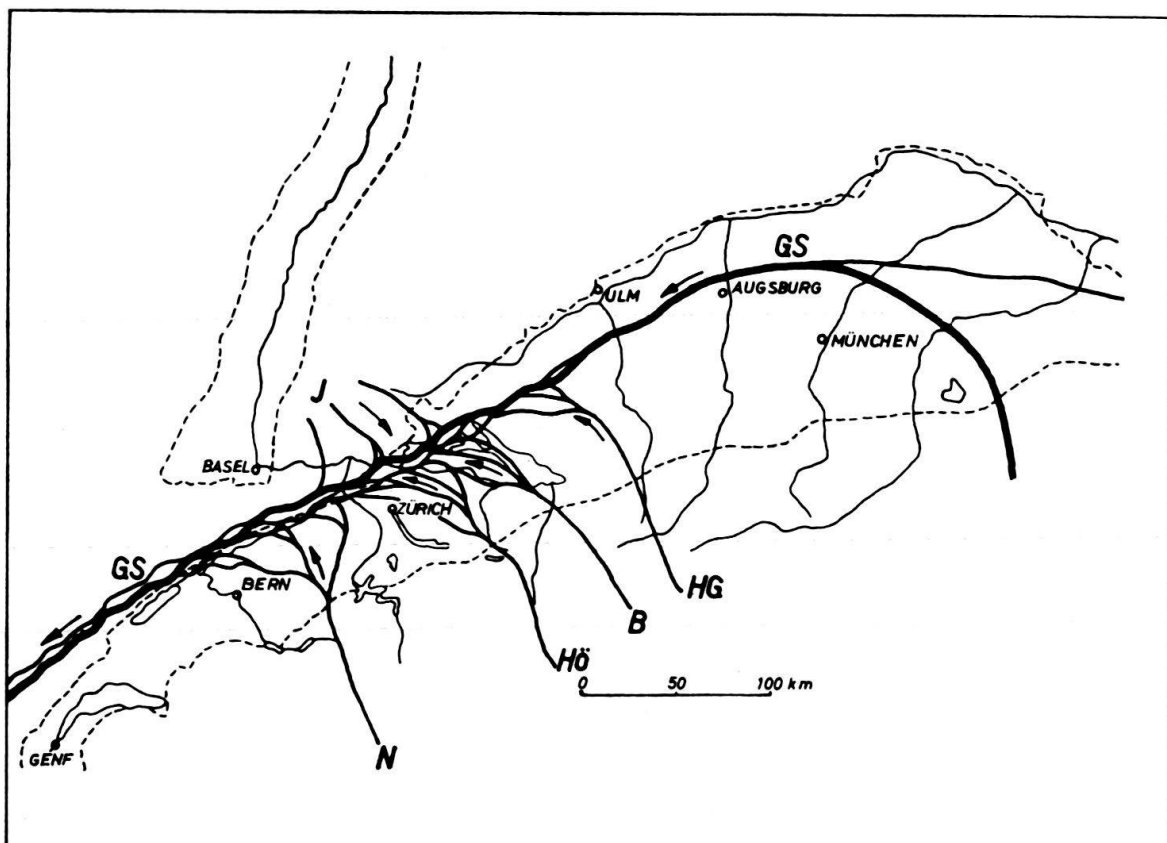 GS
ULM
AUGSBURG
MÜNCHEN
J
BASEL
ZÜRICH
GS
BERN
HG
B
HÖ
0 50 100 km
N
GENF